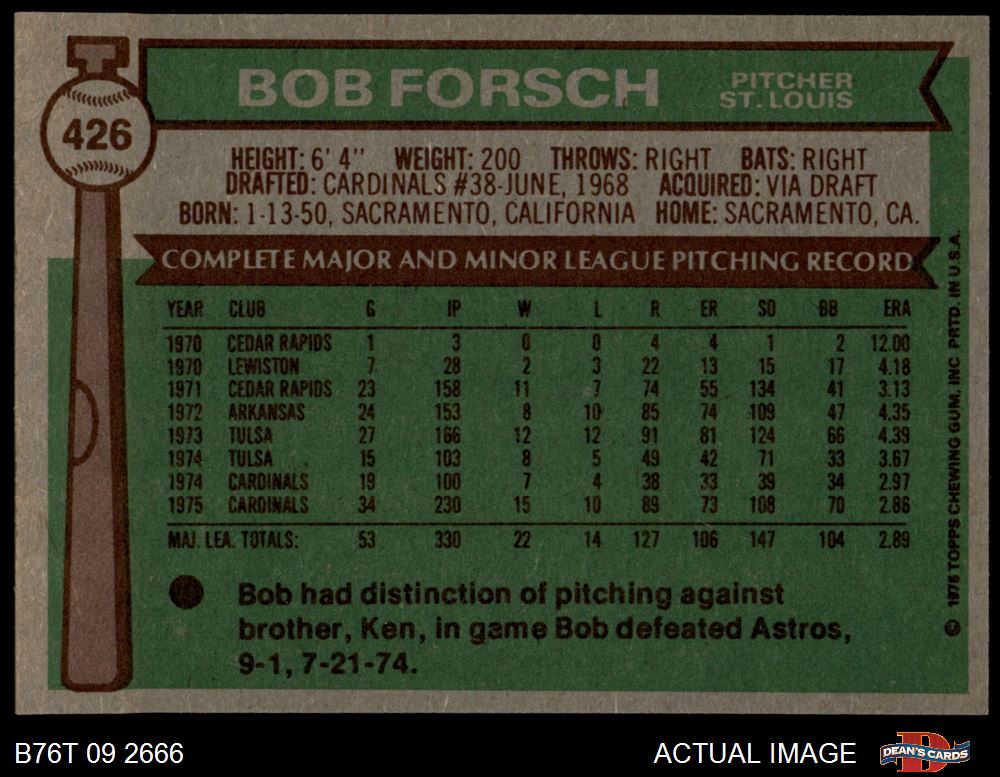 BOB FORSCH
PITCHER
ST. LOUIS
426
HEIGHT: 6' 4" WEIGHT: 200 THROWS: RIGHT BATS: RIGHT
DRAFTED: CARDINALS #38-JUNE, 1968 ACQUIRED: VIA DRAFT
BORN: 1-13-50, SACRAMENTO, CALIFORNIA HOME: SACRAMENTO, CA.
COMPLETE MAJOR AND MINOR LEAGUE PITCHING RECORD
YEAR CLUB G IP W L R ER SO BB ERA
1970 CEDAR RAPIDS 1 3 0 0 4 4 1 2 12.00
1970 LEWISTON 7 28 2 3 22 13 15 17 4.18
1971 CEDAR RAPIDS 23 158 11 7 74 55 134 41 3.13
1972 ARKANSAS 24 153 8 10 85 74 109 47 4.35
1973 TULSA 27 166 12 12 91 81 124 66 4.39
1974 TULSA 15 103 8 5 49 42 71 33 3.67
1974 CARDINALS 19 100 7 4 38 33 39 34 2.97
1975 CARDINALS 34 230 15 10 89 73 108 70 2.86
MAJ. LEA. TOTALS: 53 330 22 14 127 106 147 104 2.89
Bob had distinction of pitching against
brother, Ken, in game Bob defeated Astros,
9-1, 7-21-74.
© 1976 TOPPS CHEWING GUM, INC PRTD. IN U.S.A.
B76T 09 2666
ACTUAL IMAGE
DEAN'S CARDS